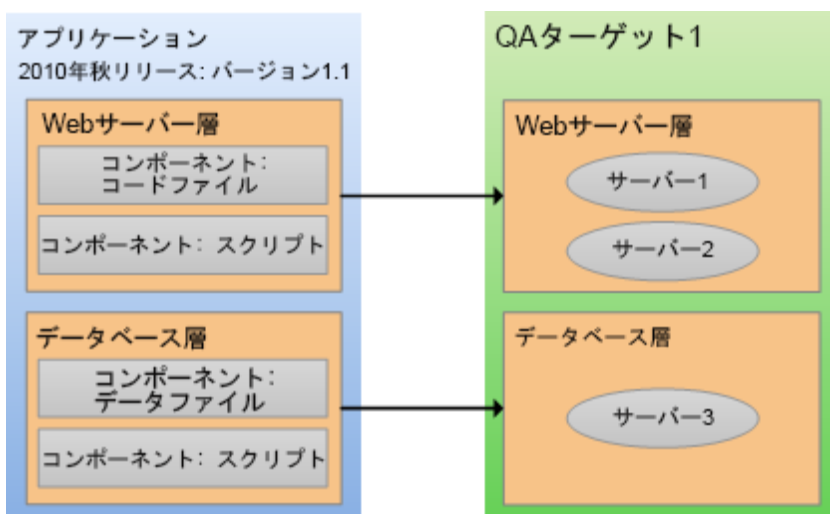 アプリケーション
2010年秋リリース: バージョン1.1
Webサーバー層
コンポーネント:
コードファイル
コンポーネント: スクリプト
データベース層
コンポーネント:
データファイル
コンポーネント: スクリプト
QAターゲット1
Webサーバー層
サーバー1
サーバー2
データベース層
サーバー3